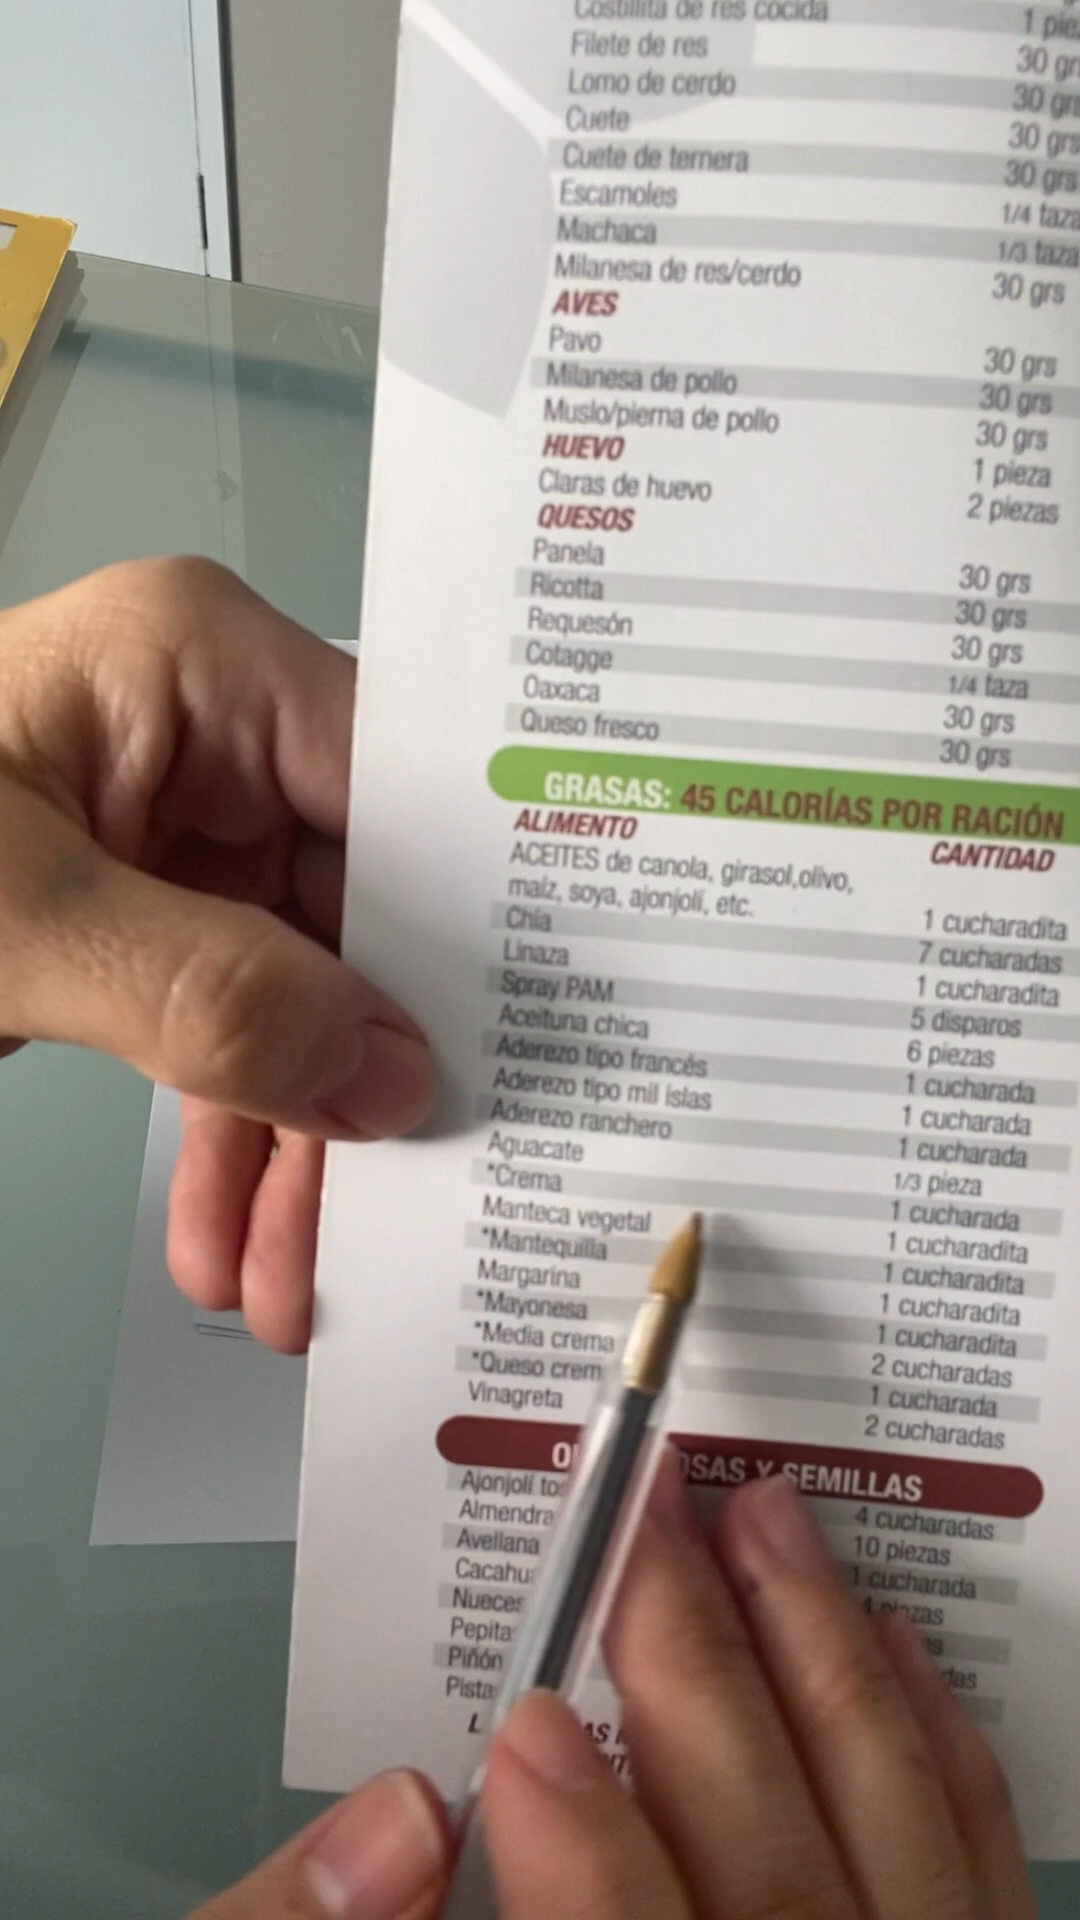 Costillita de res cocida 1
Filete de res 30
Lomo de cerdo 30 grs
Cuete 30 grs
Cuete de ternera 30 grs
Escamoles 1/4 taza
Machaca 1/3 taza
Milanesa de res/cerdo 30 grs
AVES
Pavo 30 grs
Milanesa de pollo 30 grs
Muslo/pierna de pollo 30 grs
HUEVO 1 pieza
Claras de huevo 2 piezas
QUESOS
Panela 30 grs
Ricotta 30 grs
Requesón 30 grs
Cotagge 1/4 taza
Oaxaca 30 grs
Queso fresco 30 grs
GRASAS: 45 CALORÍAS POR RACIÓN
ALIMENTO CANTIDAD
ACEITES de canola, girasol,olivo,
maíz, soya, ajonjolí, etc. 1 cucharadita
Chía 7 cucharadas
Linaza 1 cucharadita
Spray PAM 5 disparos
Aceituna chica 6 piezas
Aderezo tipo francés 1 cucharada
Aderezo tipo mil islas 1 cucharada
Aderezo ranchero 1 cucharada
Aguacate 1/3 pieza
*Crema 1 cucharada
Manteca vegetal 1 cucharadita
*Mantequilla 1 cucharadita
Margarina 1 cucharadita
*Mayonesa 1 cucharadita
*Media crema 2 cucharadas
*Queso crem 1 cucharada
Vinagreta 2 cucharadas
Y SEMILLAS
Ajonjolí 4 cucharadas
Almendra 10 piezas
Avellana 1 cucharada
Nueces
Pepita
Piñón